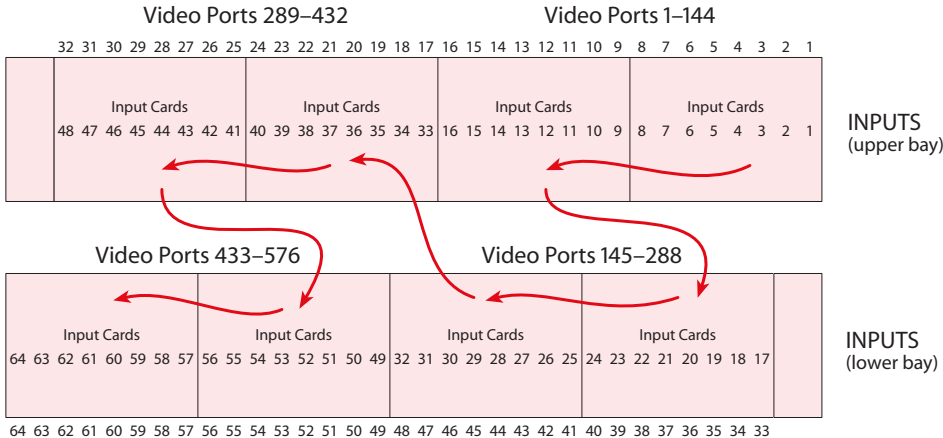 Video Ports 289–432 Video Ports 1–144
32 31 30 29 28 27 26 25 24 23 22 21 20 19 18 17 16 15 14 13 12 11 10 9 8 7 6 5 4 3 2 1
Input Cards Input Cards Input Cards Input Cards
48 47 46 45 44 43 42 41 40 39 38 37 36 35 34 33 16 15 14 13 12 11 10 9 8 7 6 5 4 3 2 1
INPUTS
(upper bay)
Video Ports 433–576 Video Ports 145–288
Input Cards Input Cards Input Cards Input Cards
64 63 62 61 60 59 58 57 56 55 54 53 52 51 50 49 32 31 30 29 28 27 26 25 24 23 22 21 20 19 18 17
INPUTS
(lower bay)
64 63 62 61 60 59 58 57 56 55 54 53 52 51 50 49 48 47 46 45 44 43 42 41 40 39 38 37 36 35 34 33